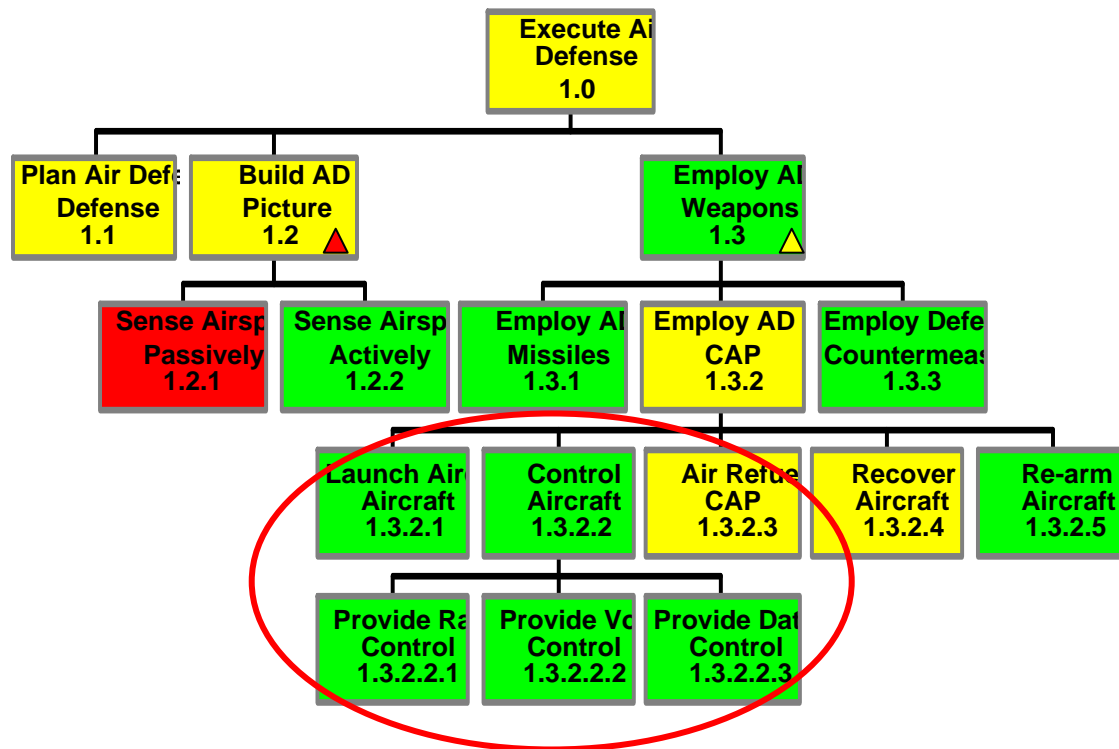 Execute Ai
Defense
1.0
Plan Air Defe
Defense
1.1
Build AD
Picture
1.2
Employ AD
Weapons
1.3
Sense Airsp
Passively
1.2.1
Sense Airsp
Actively
1.2.2
Employ AD
Missiles
1.3.1
Employ AD
CAP
1.3.2
Employ Defe
Countermeas
1.3.3
Launch Airc
Aircraft
1.3.2.1
Control
Aircraft
1.3.2.2
Air Refue
CAP
1.3.2.3
Recover
Aircraft
1.3.2.4
Re-arm
Aircraft
1.3.2.5
Provide Ra
Control
1.3.2.2.1
Provide Vo
Control
1.3.2.2.2
Provide Dat
Control
1.3.2.2.3